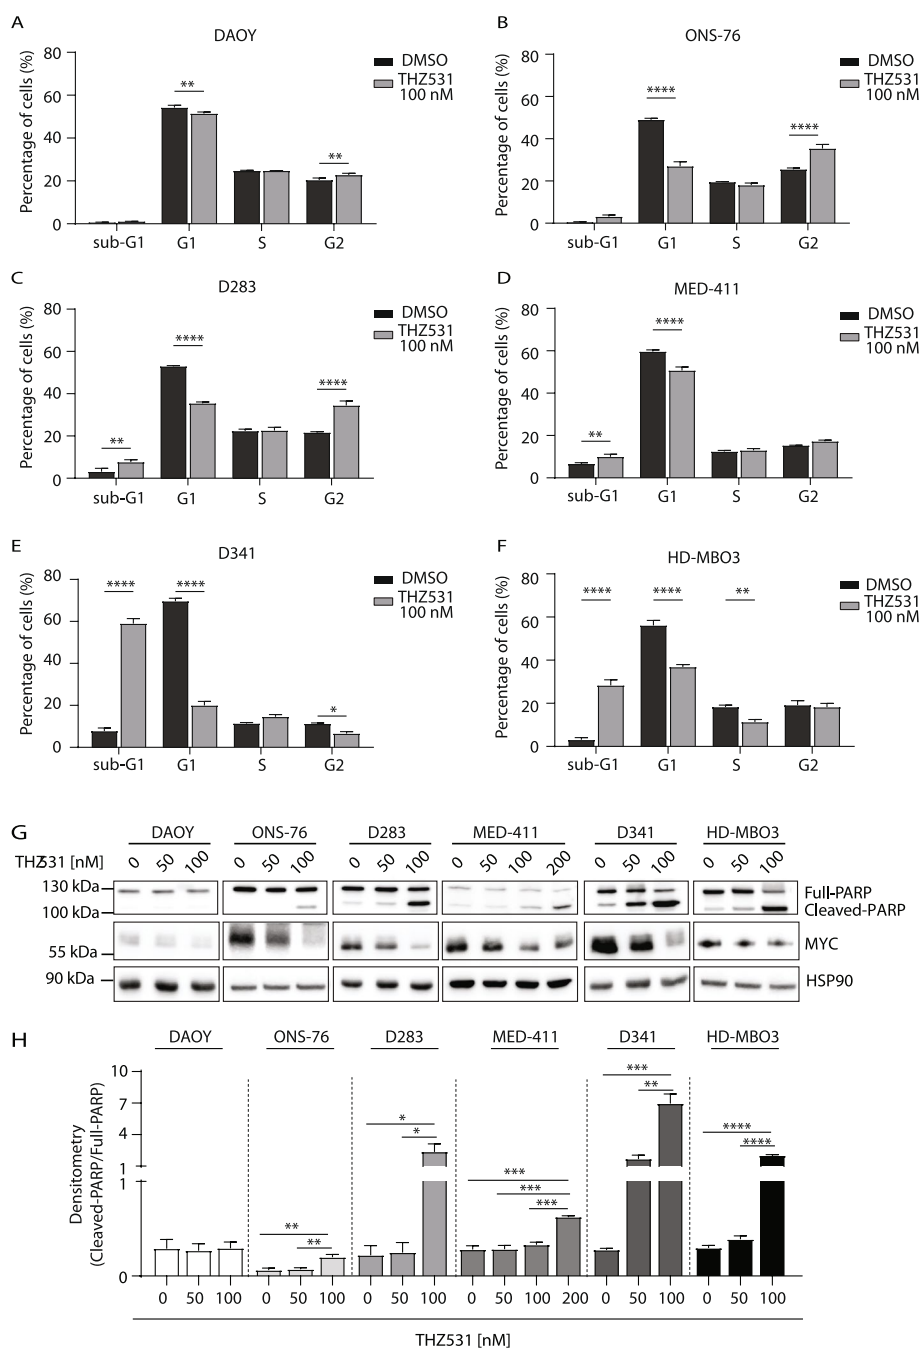 A
DAOY
Percentage of cells (%)
80
60
40
20
0
**
**
DMSO
THZ531
100 nM
sub-G1 G1 S G2
B
ONS-76
Percentage of cells (%)
80
60
40
20
0
****
****
DMSO
THZ531
100 nM
sub-G1 G1 S G2
C
D283
Percentage of cells (%)
80
60
40
20
0
**
****
****
DMSO
THZ531
100 nM
sub-G1 G1 S G2
D
MED-411
Percentage of cells (%)
80
60
40
20
0
**
****
DMSO
THZ531
100 nM
sub-G1 G1 S G2
E
D341
Percentage of cells (%)
80
60
40
20
0
****
****
*
DMSO
THZ531
100 nM
sub-G1 G1 S G2
F
HD-MBO3
Percentage of cells (%)
80
60
40
20
0
****
****
**
DMSO
THZ531
100 nM
sub-G1 G1 S G2
G
DAOY ONS-76 D283 MED-411 D341 HD-MBO3
THZ531 [nM] 0 50 100 0 50 100 0 50 100 0 50 100 200 0 50 100 0 50 100
130 kDa
100 kDa
55 kDa
90 kDa
Full-PARP
Cleaved-PARP
MYC
HSP90
H
DAOY ONS-76 D283 MED-411 D341 HD-MBO3
Densitometry
(Cleaved-PARP/Full-PARP)
10
7
4
1
1
0
**
**
*
*
***
***
***
***
**
****
****
0 50 100 0 50 100 0 50 100 0 50 100 200 0 50 100 0 50 100
THZ531 [nM]